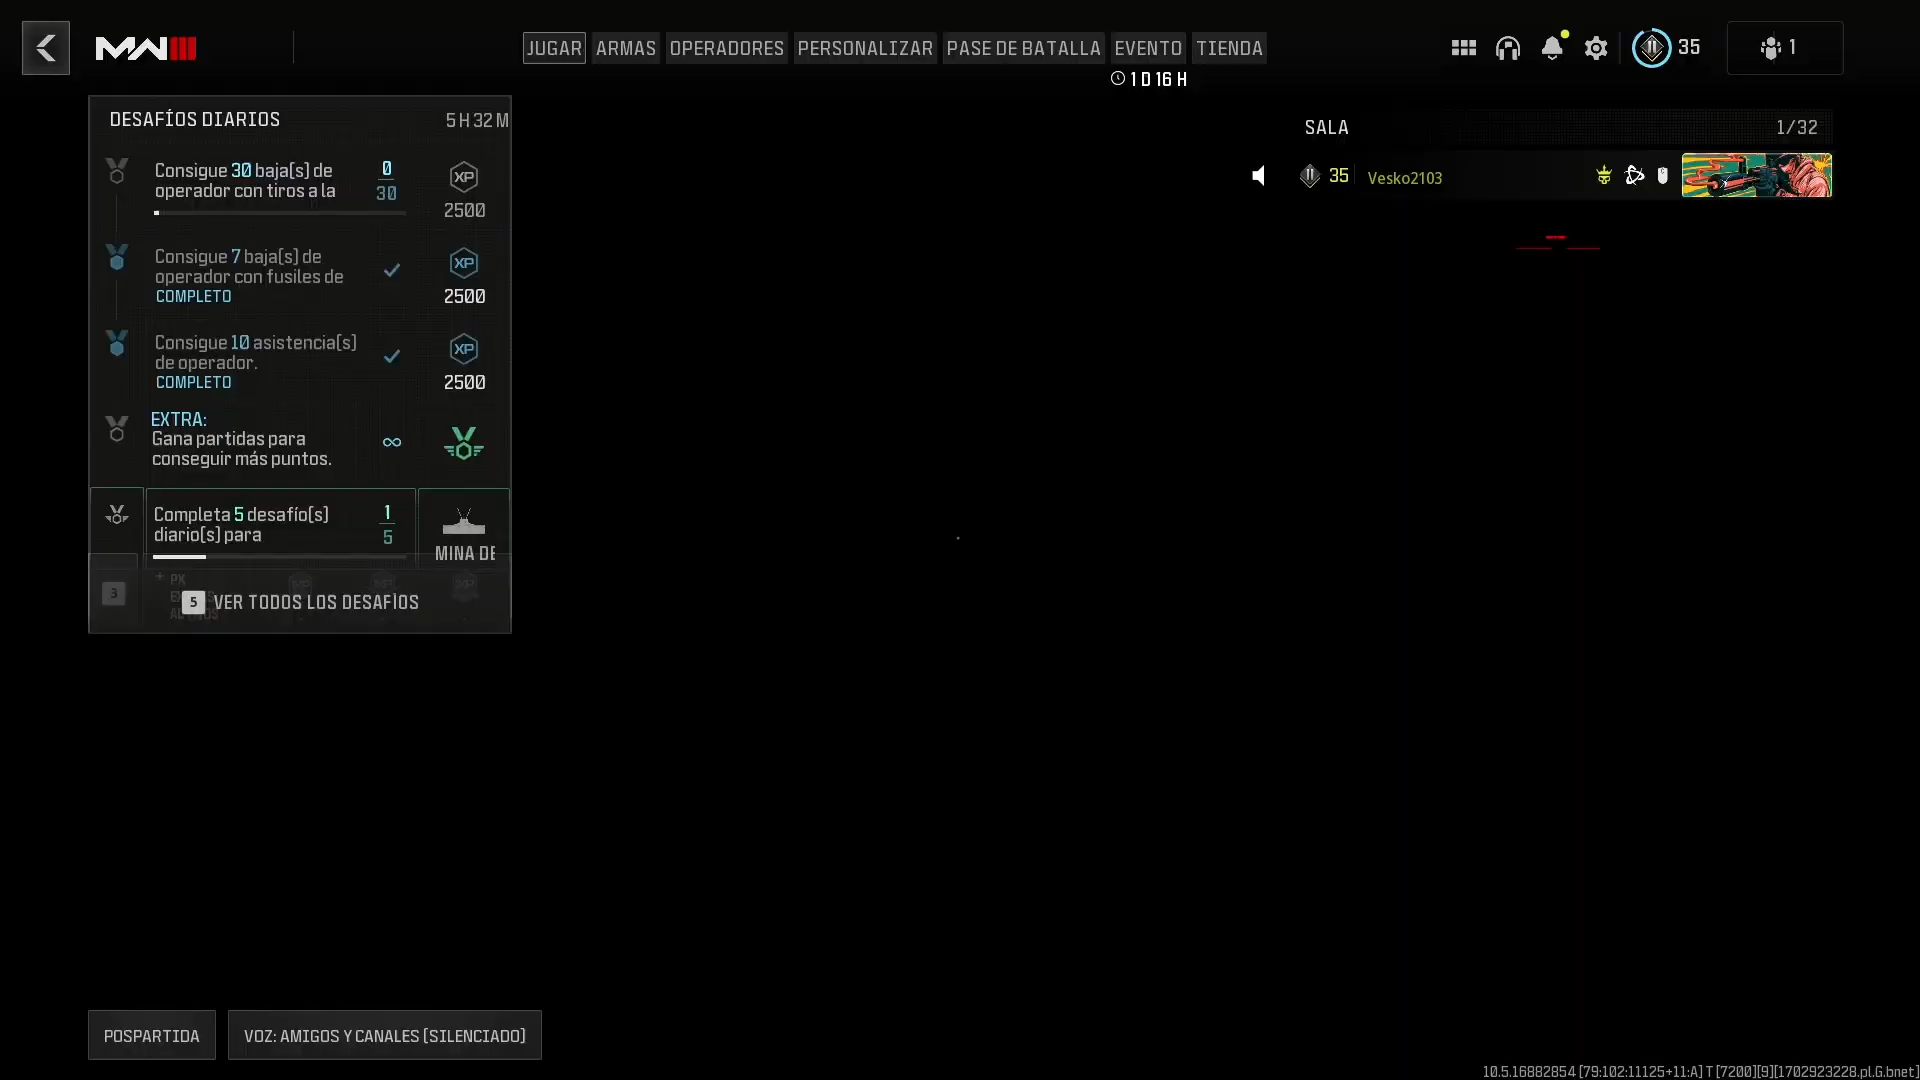 MWIII
JUGAR ARMAS OPERADORES PERSONALIZAR PASE DE BATALLA EVENTO TIENDA
1 D 16 H
35
1
DESAFÍOS DIARIOS 5 H 32 M
Consigue 30 baja(s) de
operador con tiros a la
0
30
XP
2500
Consigue 7 baja(s) de
operador con fusiles de
COMPLETO
XP
2500
Consigue 10 asistencia(s)
de operador.
COMPLETO
XP
2500
EXTRA:
Gana partidas para
conseguir más puntos.
∞
Completa 5 desafío(s)
diario(s) para
1
5
MINA DE
3
+ PK
5 VER TODOS LOS DESAFÍOS
SALA 1/32
35 Vesko2103
POSPARTIDA
VOZ: AMIGOS Y CANALES (SILENCIADO)
10.5.16882854 [79:102:11125+11:A] T [7200][9][1702923228.pl.G.bnet]